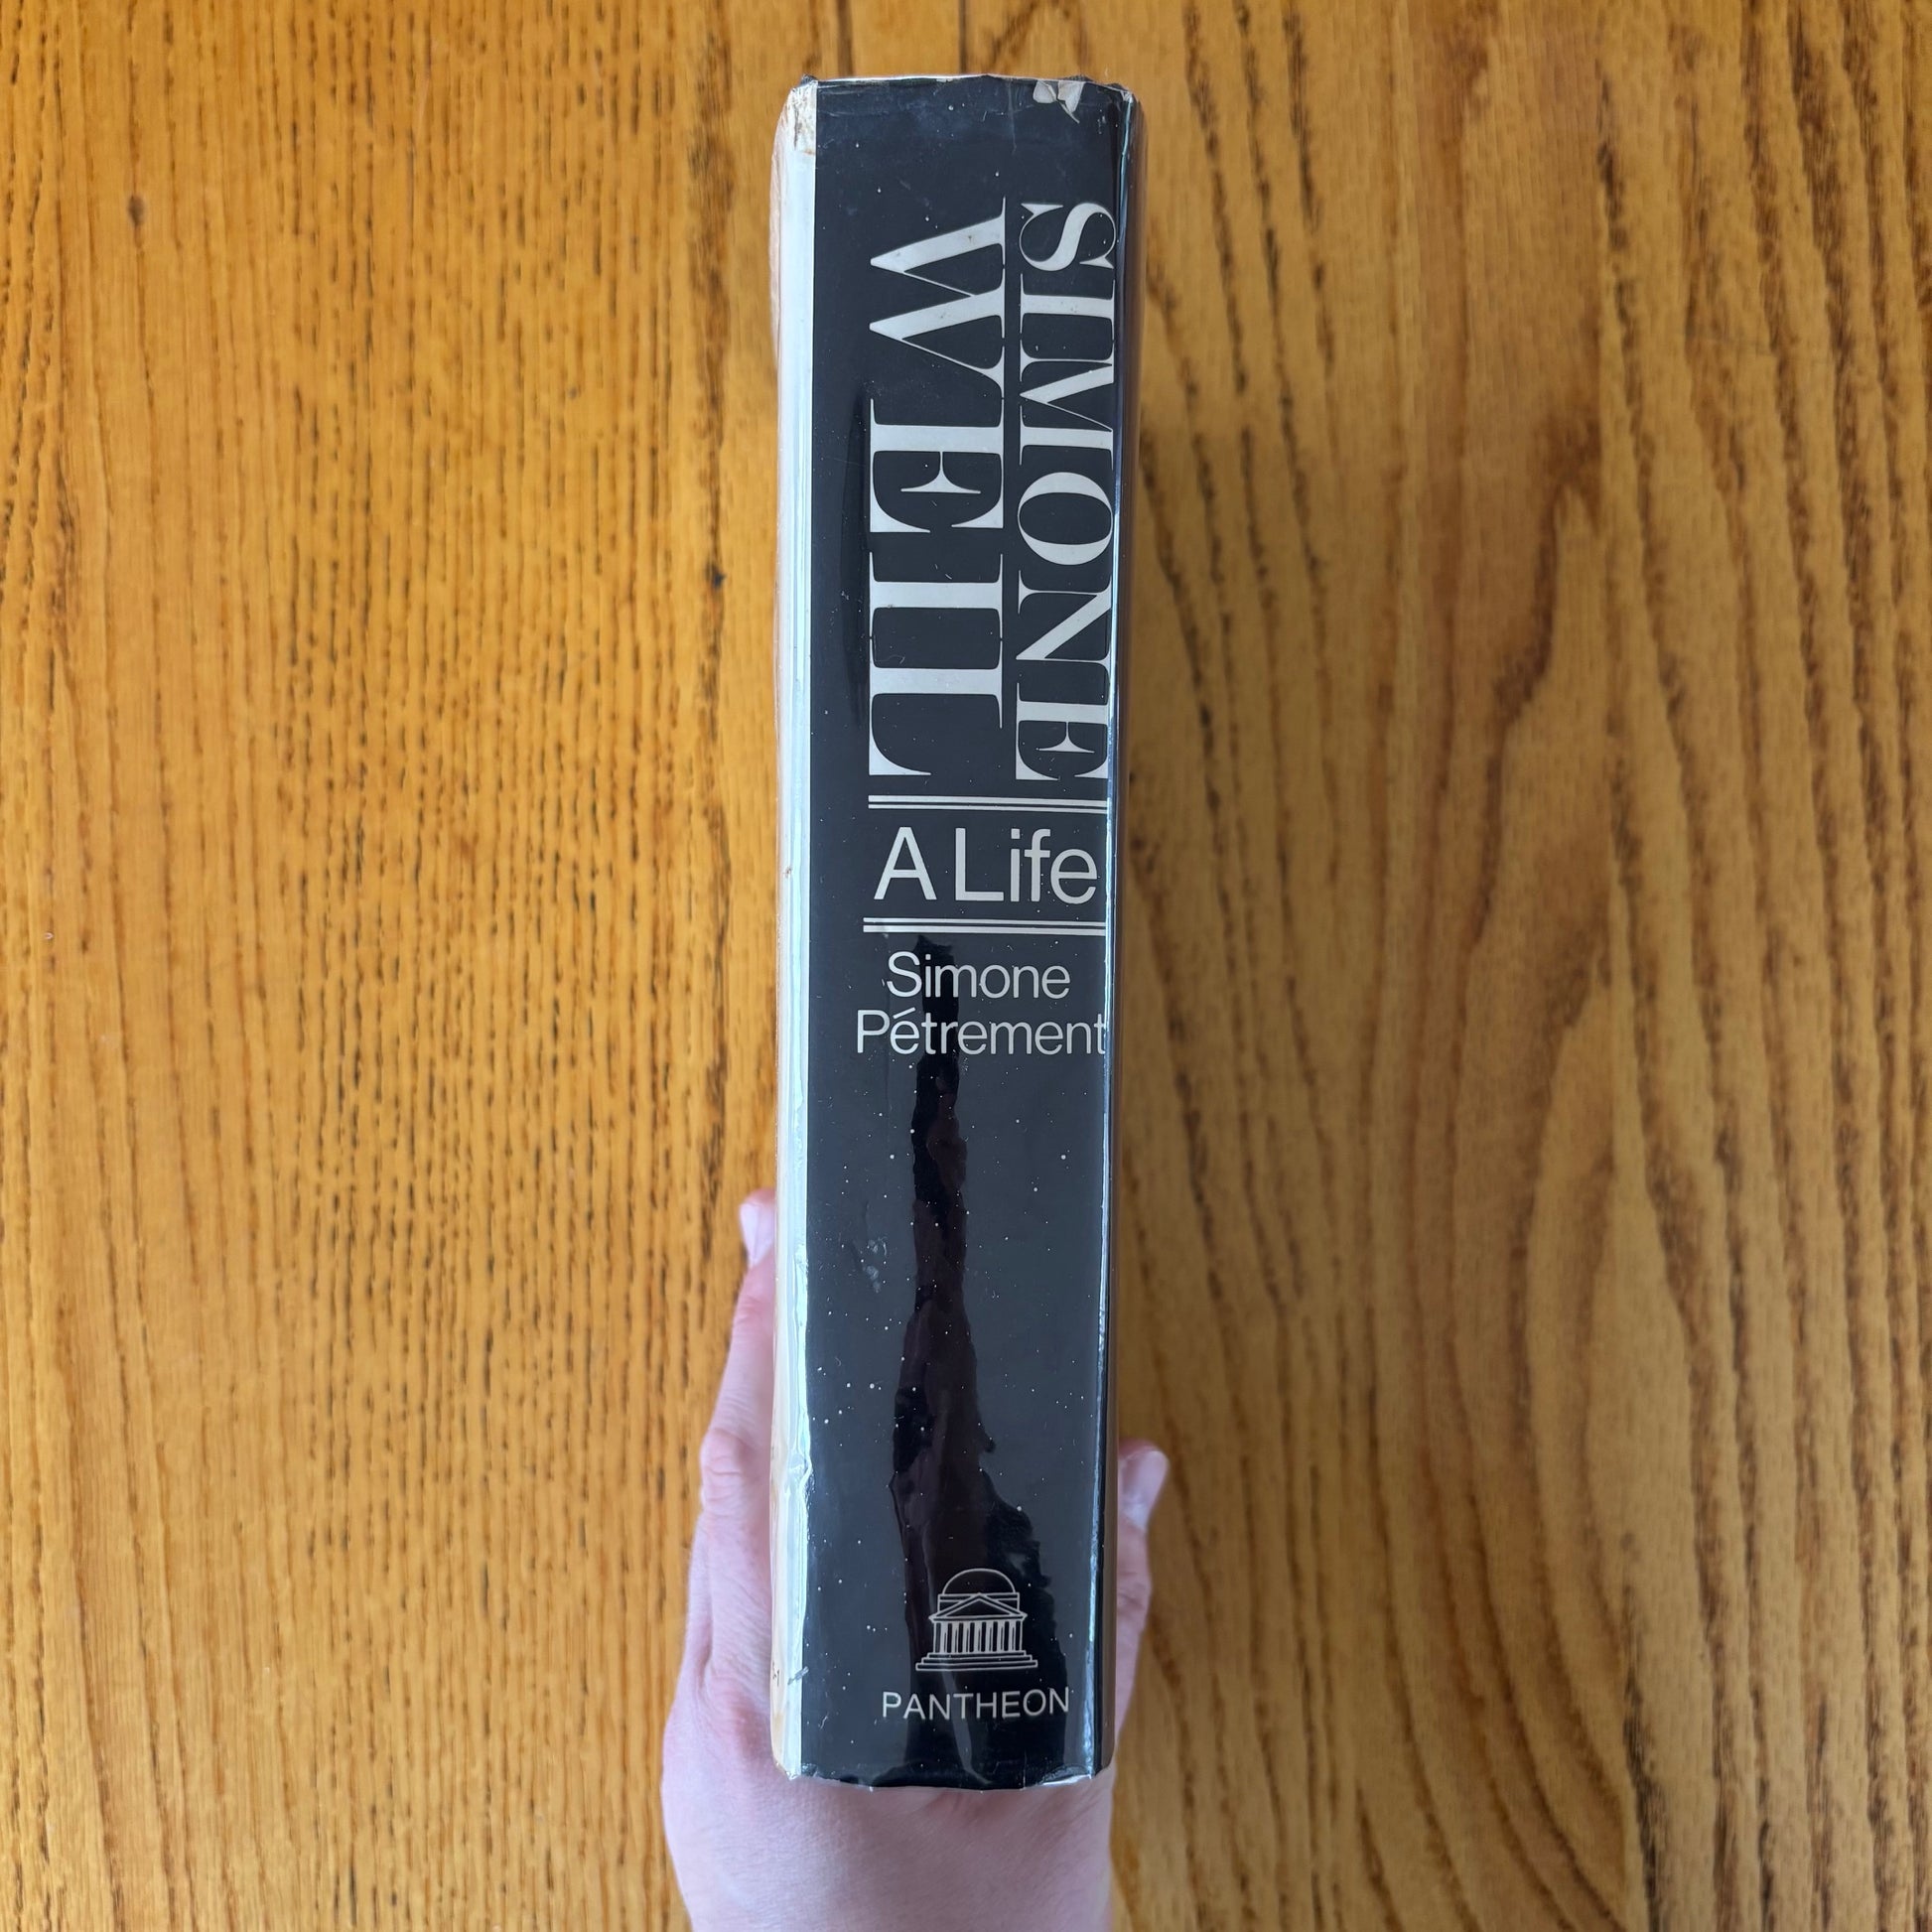 SIMONE
WEIL
A Life
Simone
Pétrement
PANTHEON